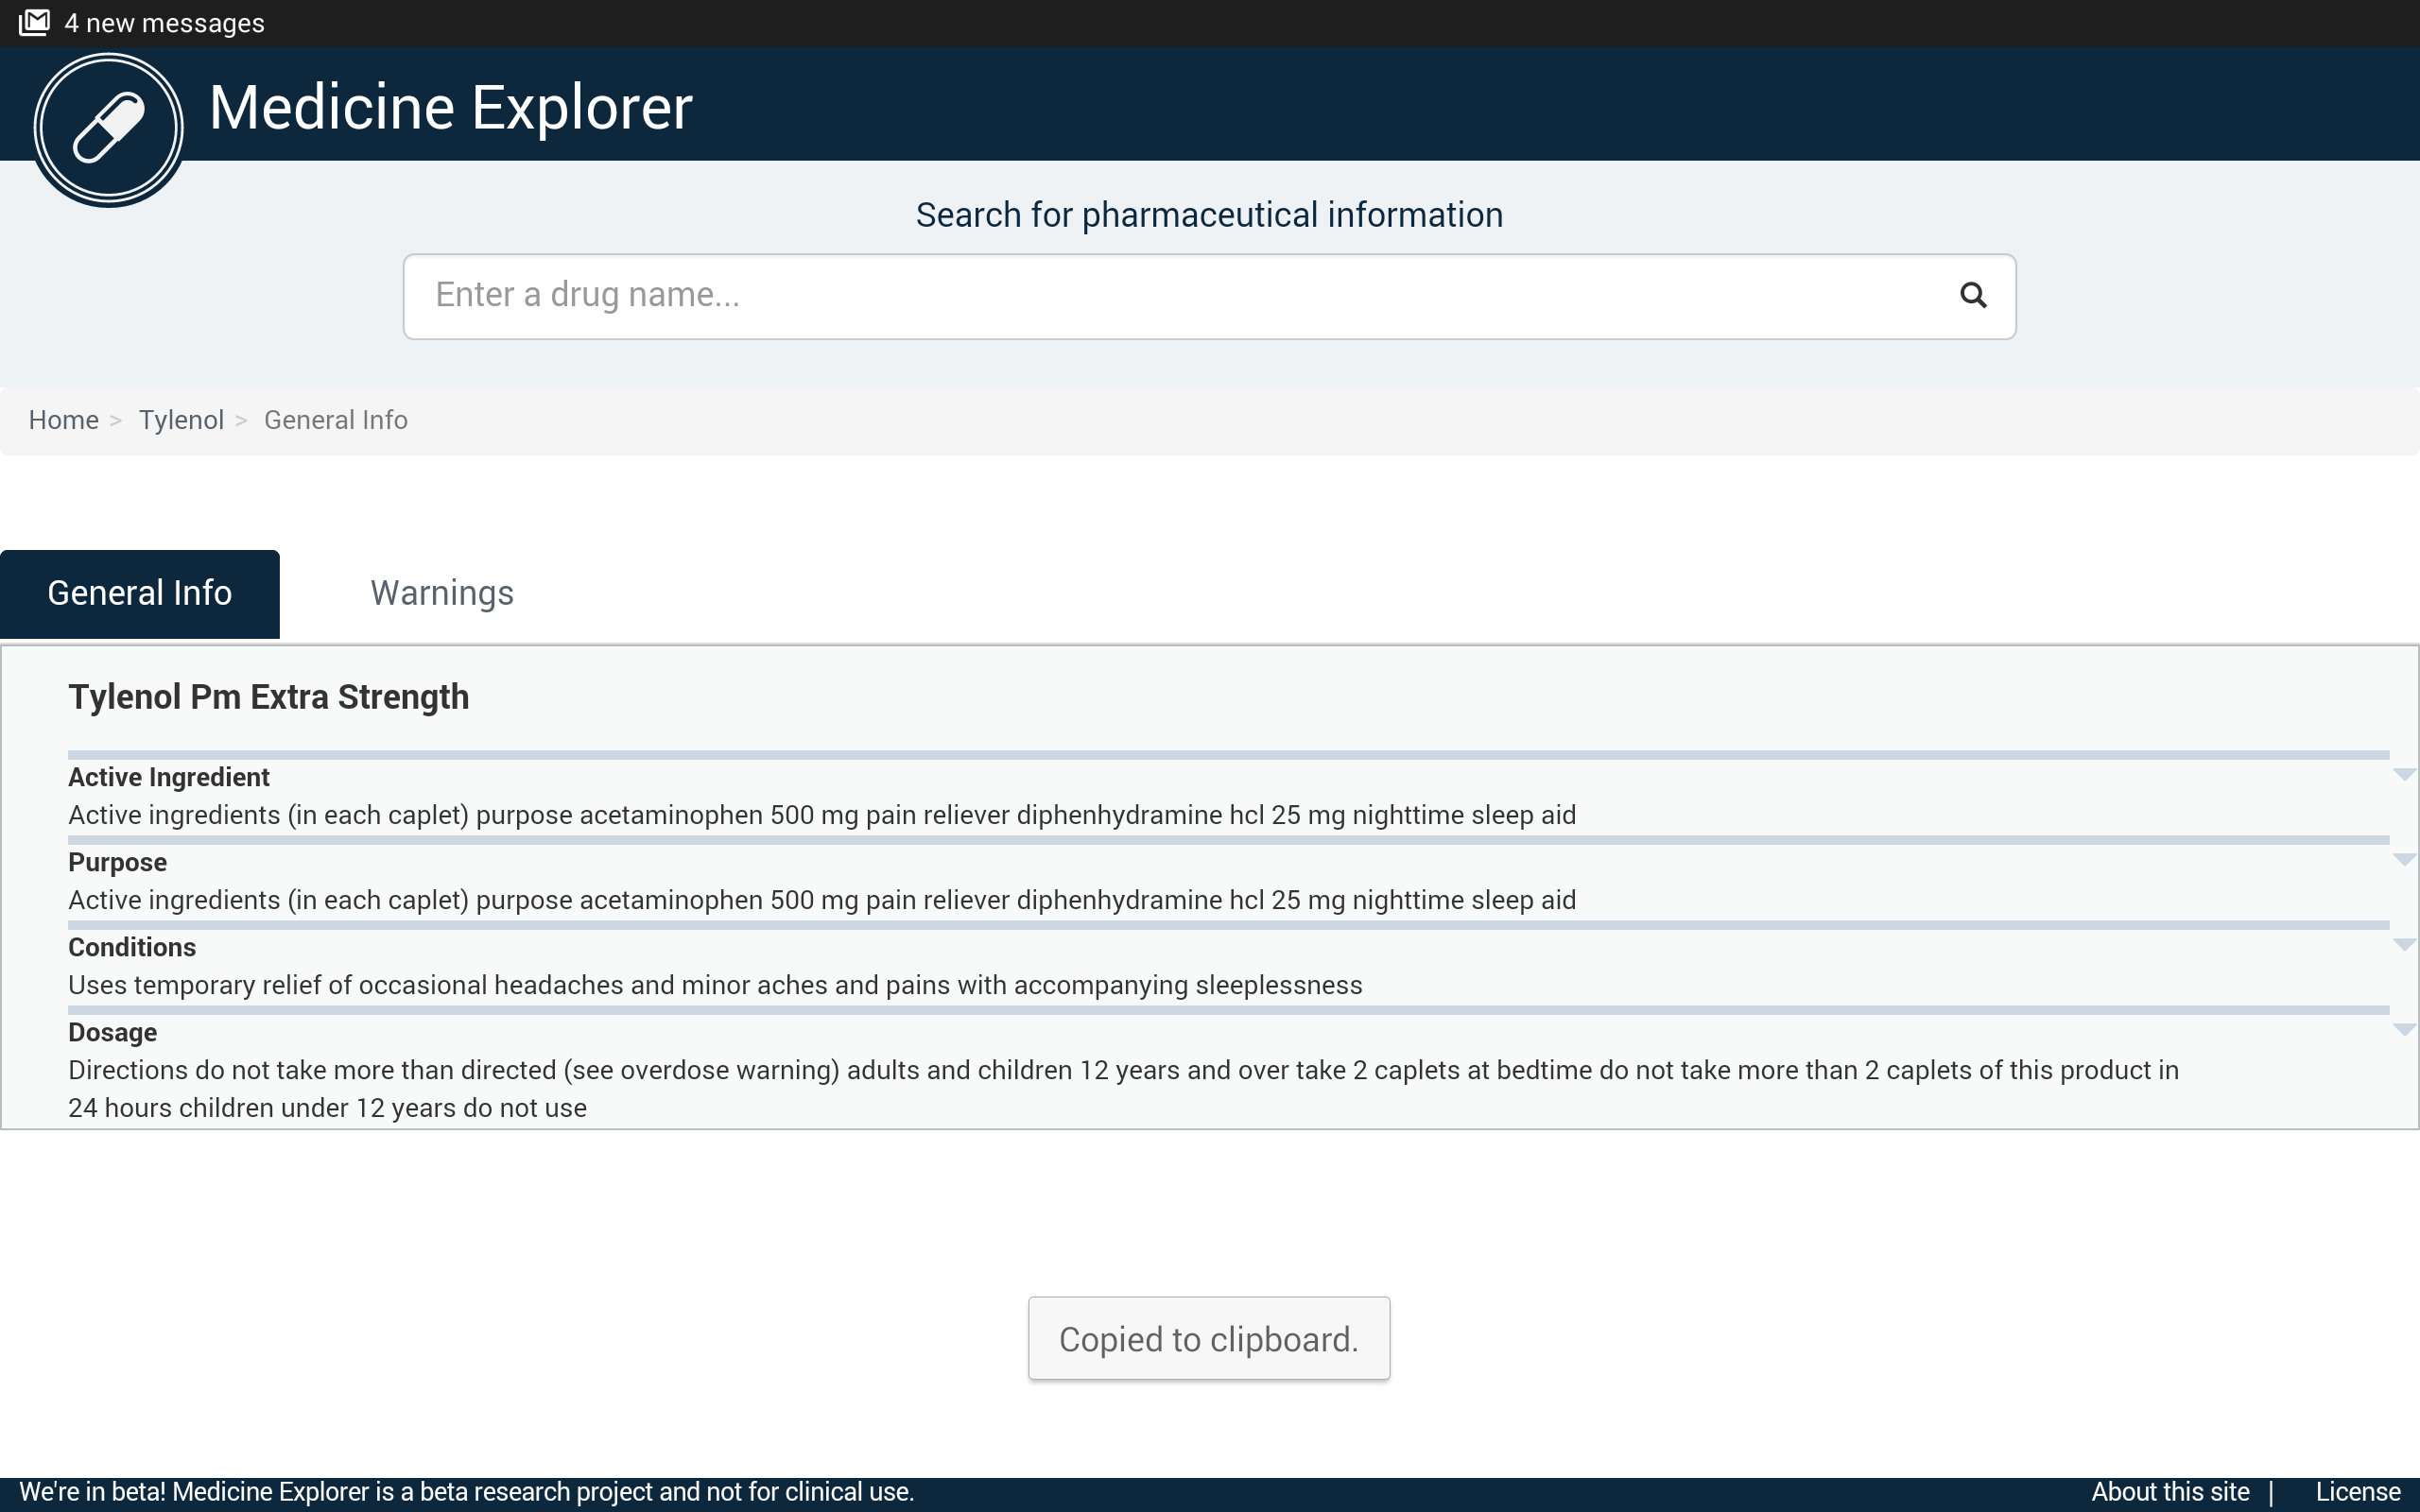 4 new messages
Medicine Explorer
Search for pharmaceutical information
Enter a drug name...
Home > Tylenol > General Info
General Info
Warnings
Tylenol Pm Extra Strength
Active Ingredient
Active ingredients (in each caplet) purpose acetaminophen 500 mg pain reliever diphenhydramine hcl 25 mg nighttime sleep aid
Purpose
Active ingredients (in each caplet) purpose acetaminophen 500 mg pain reliever diphenhydramine hcl 25 mg nighttime sleep aid
Conditions
Uses temporary relief of occasional headaches and minor aches and pains with accompanying sleeplessness
Dosage
Directions do not take more than directed (see overdose warning) adults and children 12 years and over take 2 caplets at bedtime do not take more than 2 caplets of this product in
24 hours children under 12 years do not use
Copied to clipboard.
We're in beta! Medicine Explorer is a beta research project and not for clinical use.
About this site | License